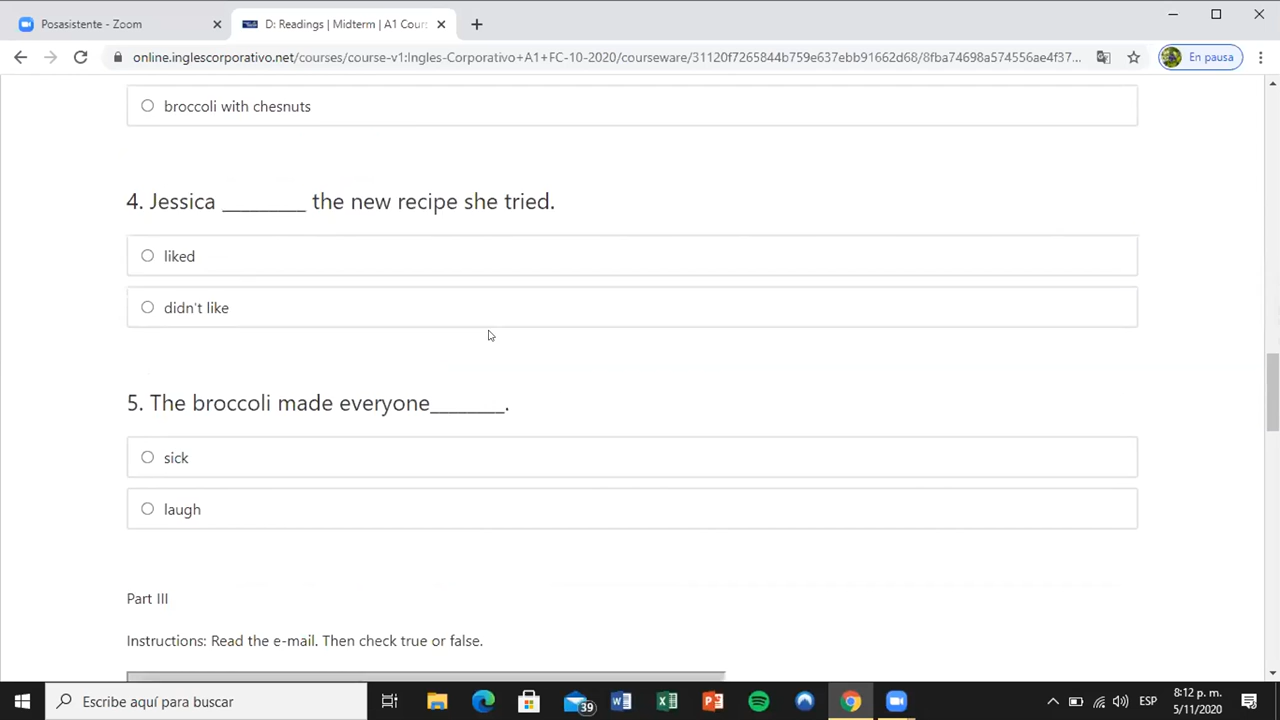 Posasistente - Zoom
D: Readings | Midterm | A1 Cours
online.inglescorporativo.net/courses/course-v1:Ingles-Corporativo+A1+FC-10-2020/courseware/31120f7265844b759e637ebb91662d68/8fba74698a574556ae4f37...
En pausa
broccoli with chesnuts
4. Jessica ________ the new recipe she tried.
liked
didn't like
5. The broccoli made everyone_______.
sick
laugh
Part III
Instructions: Read the e-mail. Then check true or false.
Escribe aquí para buscar
39
ESP
8:12 p. m.
5/11/2020